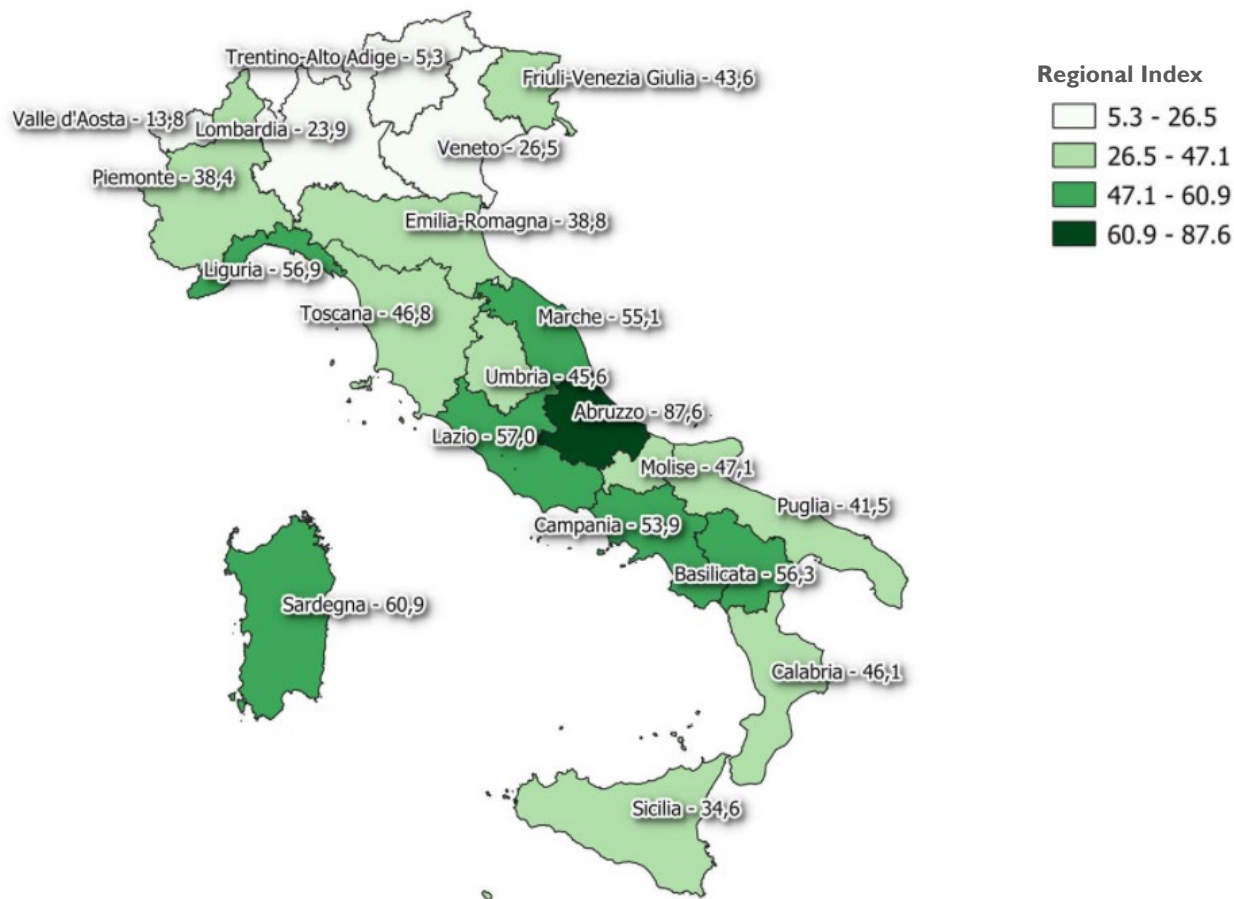 Trentino-Alto Adige - 5,3
Friuli-Venezia Giulia - 43,6
Valle d'Aosta - 13,8
Lombardia - 23,9
Veneto - 26,5
Piemonte - 38,4
Emilia-Romagna - 38,8
Liguria - 56,9
Toscana - 46,8
Marche - 55,1
Umbria - 45,6
Abruzzo - 87,6
Lazio - 57,0
Molise - 47,1
Puglia - 41,5
Campania - 53,9
Basilicata - 56,3
Sardegna - 60,9
Calabria - 46,1
Sicilia - 34,6
Regional Index
5.3 - 26.5
26.5 - 47.1
47.1 - 60.9
60.9 - 87.6